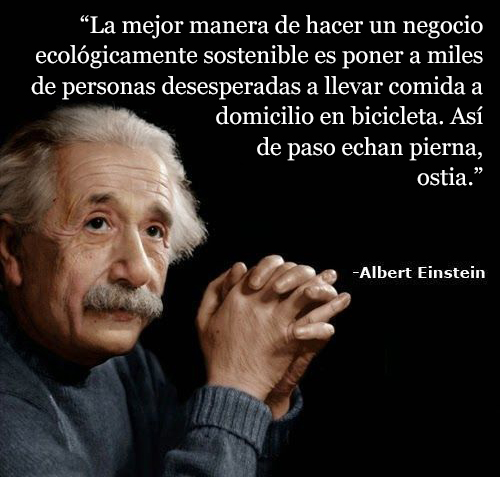 “La mejor manera de hacer un negocio
ecológicamente sostenible es poner a miles
de personas desesperadas a llevar comida a
domicilio en bicicleta. Así
de paso echan pierna,
ostia.”
-Albert Einstein